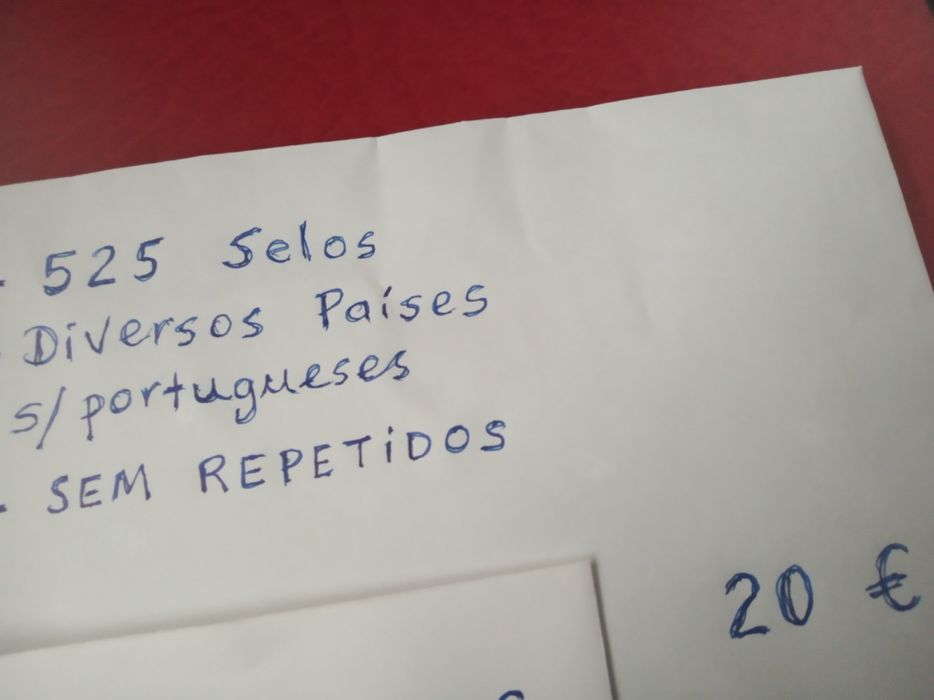 - 525 Selos
- Diversos Países
s/portugueses
- SEM REPETIDOS
20 €